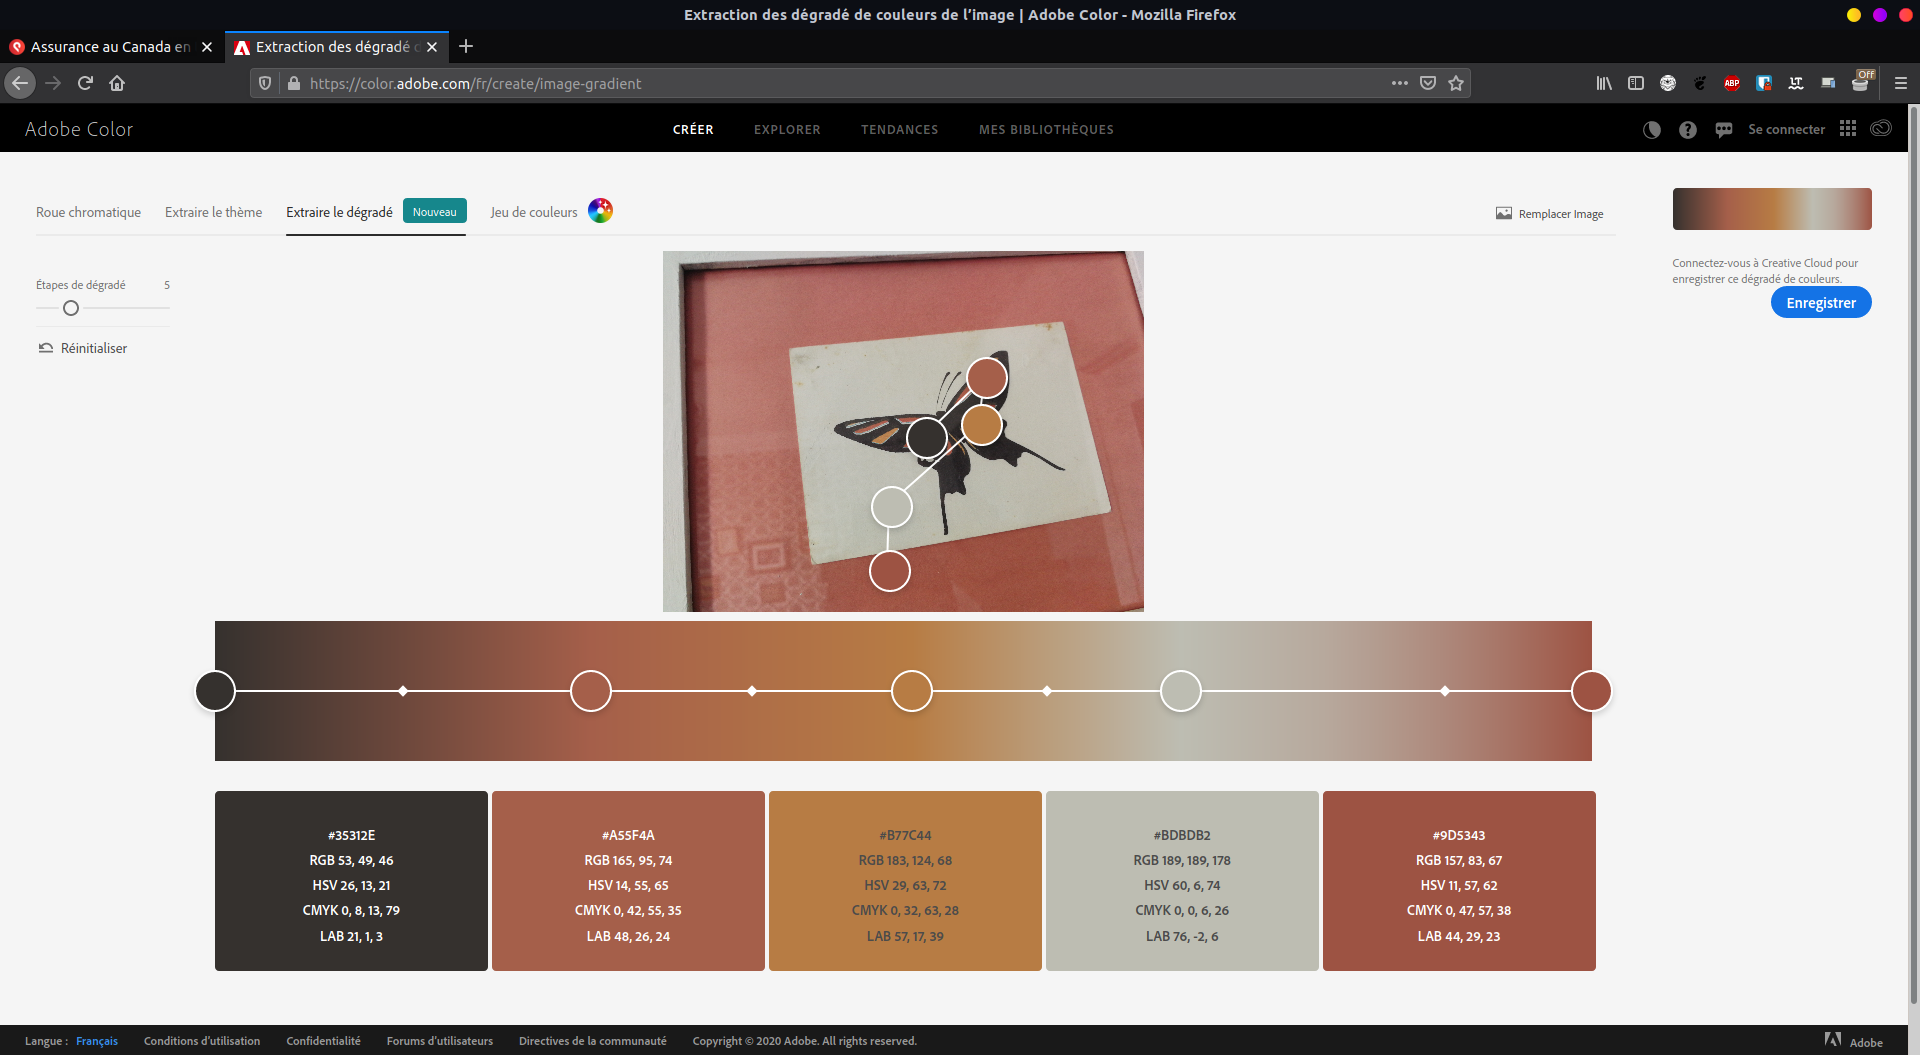 Extraction des dégradé de couleurs de l’image | Adobe Color - Mozilla Firefox
Assurance au Canada en
Extraction des dégradé
https://color.adobe.com/fr/create/image-gradient
ABP
Off
Adobe Color
CRÉER
EXPLORER
TENDANCES
MES BIBLIOTHÈQUES
Se connecter
Roue chromatique
Extraire le thème
Extraire le dégradé
Nouveau
Jeu de couleurs
Remplacer Image
Étapes de dégradé 5
Réinitialiser
Connectez-vous à Creative Cloud pour
enregistrer ce dégradé de couleurs.
Enregistrer
#35312E
RGB 53, 49, 46
HSV 26, 13, 21
CMYK 0, 8, 13, 79
LAB 21, 1, 3
#A55F4A
RGB 165, 95, 74
HSV 14, 55, 65
CMYK 0, 42, 55, 35
LAB 48, 26, 24
#B77C44
RGB 183, 124, 68
HSV 29, 63, 72
CMYK 0, 32, 63, 28
LAB 57, 17, 39
#BDBDB2
RGB 189, 189, 178
HSV 60, 6, 74
CMYK 0, 0, 6, 26
LAB 76, -2, 6
#9D5343
RGB 157, 83, 67
HSV 11, 57, 62
CMYK 0, 47, 57, 38
LAB 44, 29, 23
Langue : Français
Conditions d’utilisation
Confidentialité
Forums d’utilisateurs
Directives de la communauté
Copyright © 2020 Adobe. All rights reserved.
Adobe